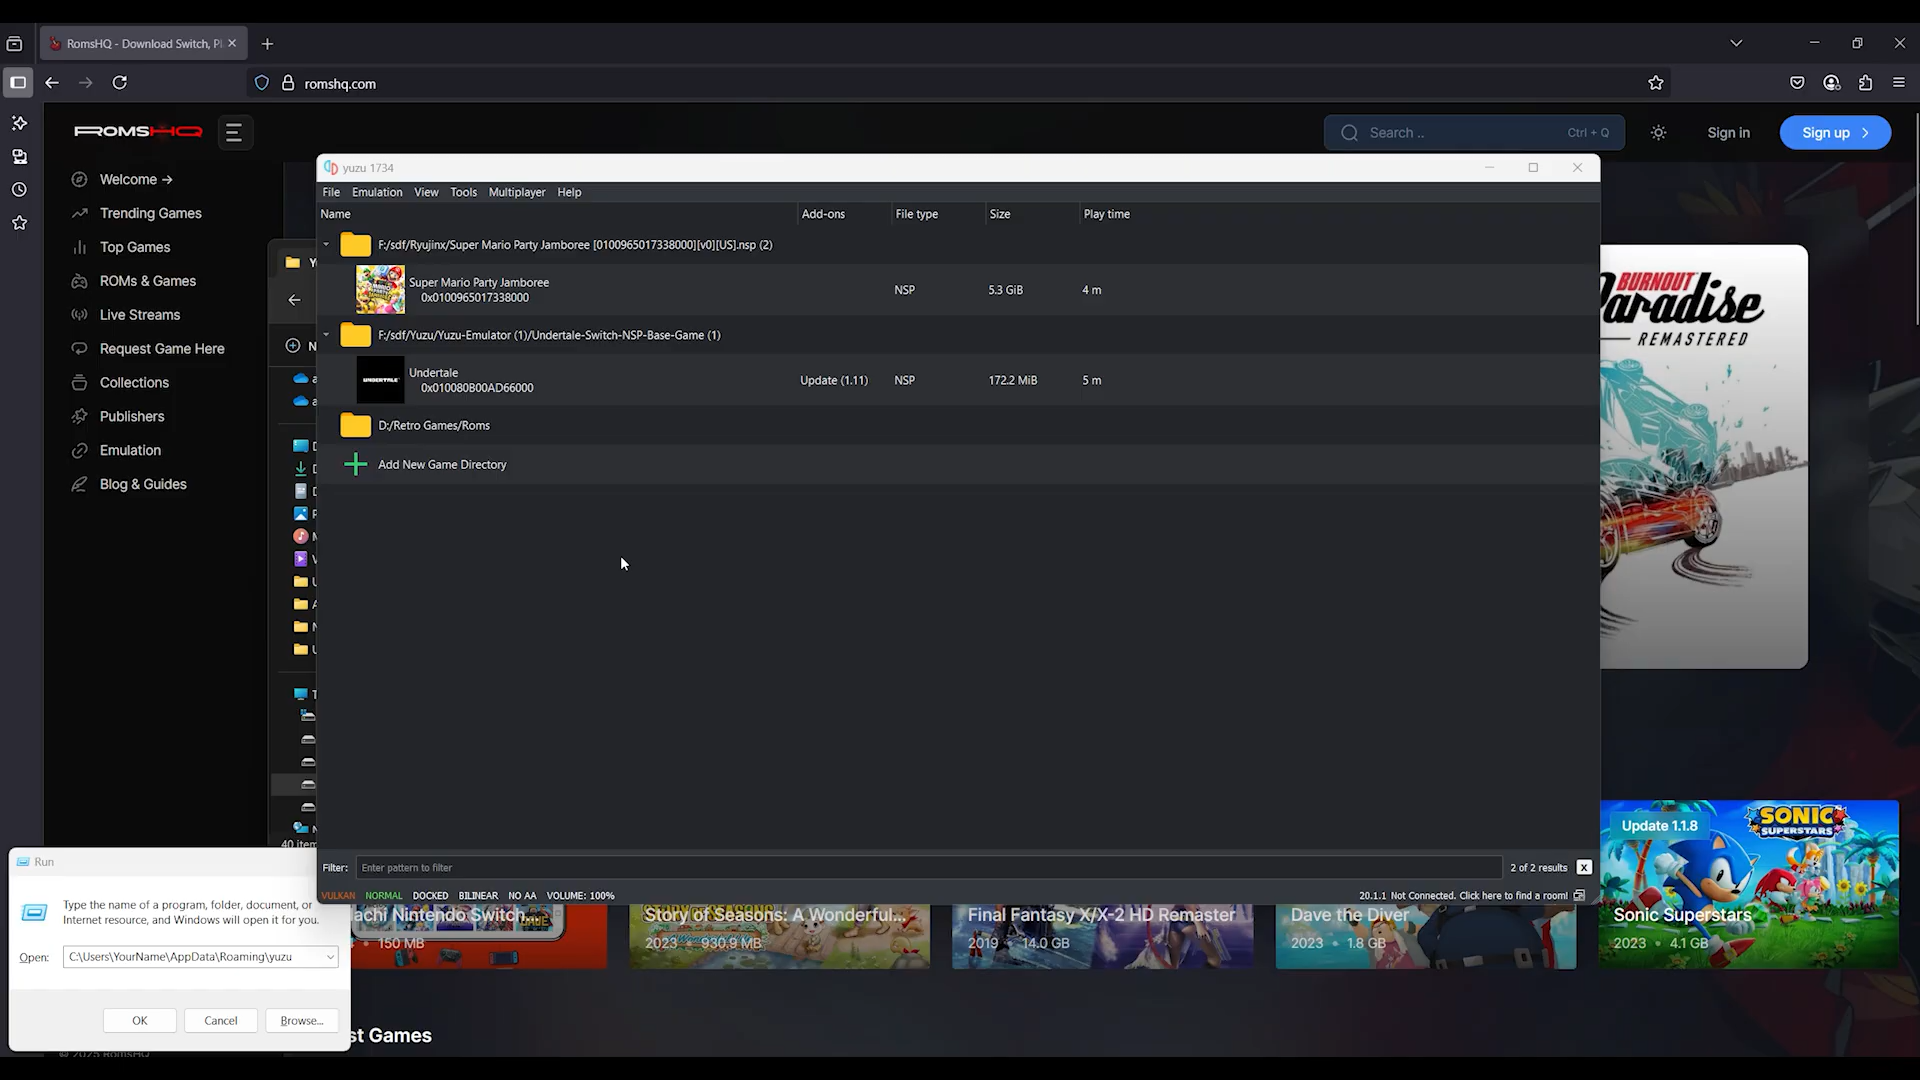 RomsHQ - Download Switch, Pl
romshq.com
ROMSHQ
Search ..
Ctrl + Q
Sign in
Sign up
Welcome →
Trending Games
Top Games
ROMs & Games
Live Streams
Request Game Here
Collections
Publishers
Emulation
Blog & Guides
yuzu 1734
File Emulation View Tools Multiplayer Help
Name Add-ons File type Size Play time
F:/sdf/Ryujinx/Super Mario Party Jamboree [0100965017338000][v0][US].nsp (2)
Super Mario Party Jamboree
0x0100965017338000
NSP 5.3 GiB 4 m
F:/sdf/Yuzu/Yuzu-Emulator (1)/Undertale-Switch-NSP-Base-Game (1)
UNDERTALE
Undertale
0x010080B00AD66000
Update (1.11) NSP 172.2 MiB 5 m
D:/Retro Games/Roms
Add New Game Directory
Filter: Enter pattern to filter 2 of 2 results X
VULKAN NORMAL DOCKED BILINEAR NO AA VOLUME: 100%
20.1.1 Not Connected. Click here to find a room!
BURNOUT
Paradise
REMASTERED
40 item
Update 1.1.8
SONIC
SUPERSTARS
achi Nintendo Switch...
150 MB
Story of Seasons: A Wonderful...
2023 • 930.9 MB
Final Fantasy X/X-2 HD Remaster
2019 • 14.0 GB
Dave the Diver
2023 • 1.8 GB
Sonic Superstars
2023 • 4.1 GB
Run
Type the name of a program, folder, document, or
Internet resource, and Windows will open it for you.
Open: C:\Users\YourName\AppData\Roaming\yuzu
OK Cancel Browse...
st Games
© 2025 RomsHQ